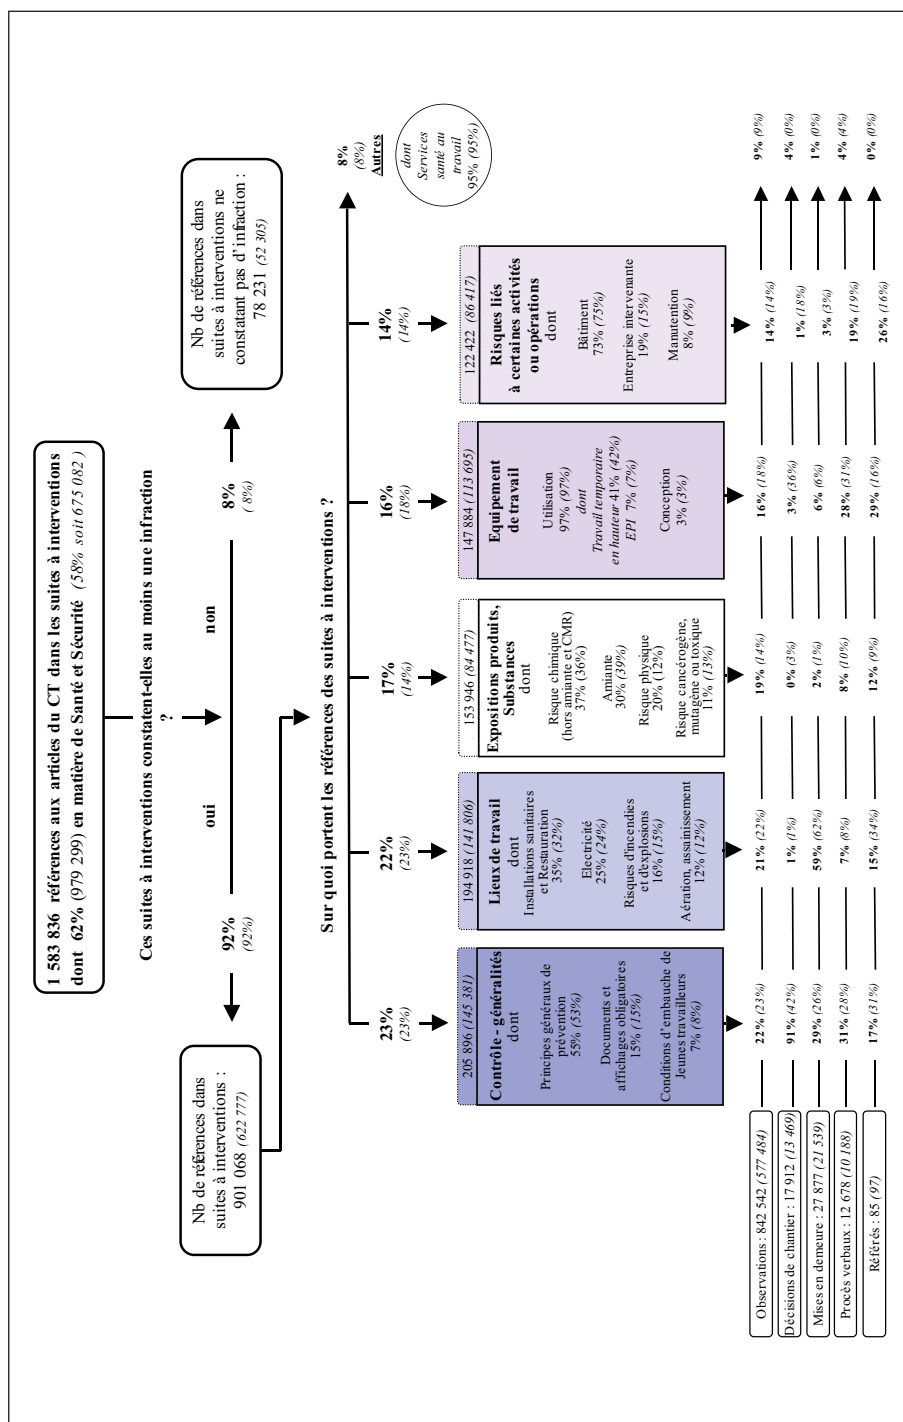 1 583 836 références aux articles du CT dans les suites à interventions
dont 62% (979 299) en matière de Santé et Sécurité (58% soit 675 082 )
Ces suites à interventions constatent-elles au moins une infraction
?
oui
non
92%
(92%)
8%
( 8%)
Nb de références dans
suites à interventions :
901 068 (622 777)
Nb de références dans
suites à interventions ne
constatant pas d'infraction :
78 231 (52 305)
Sur quoi portent les références des suites à interventions ?
23%
(23%)
22%
(23%)
17%
(14%)
16%
(18%)
14%
(14%)
8%
(8%)
Autres
dont
Services
santé au
travail
95% (95%)
205 896 (145 381)
Contrôle - généralités
dont
Principes généraux de
prévention
55% (53%)
Documents et
affichages obligatoires
15% (15%)
Conditions d'embauche de
Jeunes travailleurs
7% (8%)
194 918 (141 806)
Lieux de travail
dont
Installations sanitaires
et Restauration
35% (32%)
Electricité
25% (24%)
Risques d'incendies
et d'explosions
16% (15%)
Aération, assainissement
12% (12%)
153 946 (84 477)
Expositions produits,
Substances
dont
Risque chimique
(hors amiante et CMR)
37% (36%)
Amiante
30% (39%)
Risque physique
20% (12%)
Risque cancérogène,
mutagène ou toxique
11% (13%)
147 884 (113 695)
Equipement
de travail
Utilisation
97% (97%)
dont
Travail temporaire
en hauteur 41% (42%)
EPI 7% (7%)
Conception
3% (3%)
122 422 (86 417)
Risques liés
à certaines activités
ou opérations
dont
Bâtiment
73% (75%)
Entreprise intervenante
19% (15%)
Manutention
8% (9%)
Observations : 842 542 (577 484) 22% (23%) 21% (22%) 19% (14%) 16% (18%) 14% (14%) 9% (9%)
Décisions de chantier : 17 912 (13 469) 91% (42%) 1% (1%) 0% (3%) 3% (36%) 1% (18%) 4% (0%)
Mises en demeure : 27 877 (21 539) 29% (26%) 59% (62%) 2% (1%) 6% (6%) 3% (3%) 1% (0%)
Procès verbaux : 12 678 (10 188) 31% (28%) 7% (8%) 8% (10%) 28% (31%) 19% (19%) 4% (4%)
Référés : 85 (97) 17% (31%) 15% (34%) 12% (9%) 29% (16%) 26% (16%) 0% (0%)